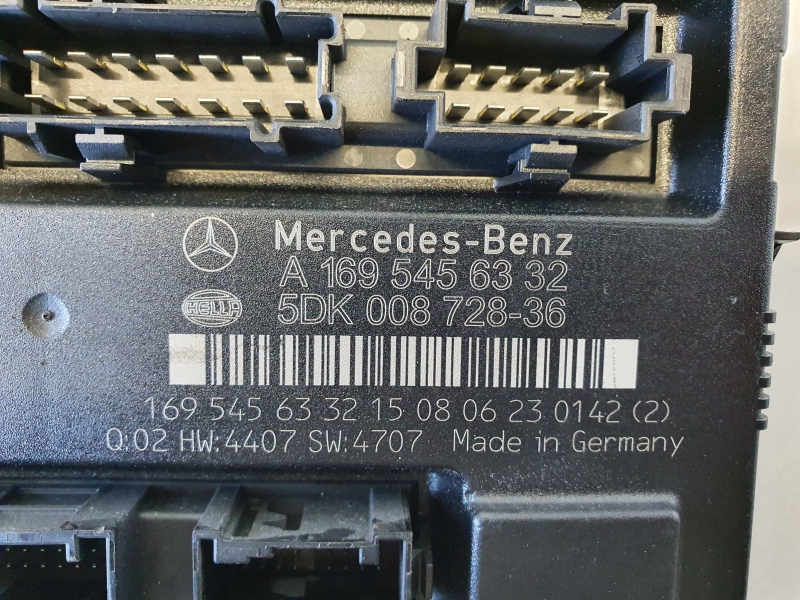 Mercedes-Benz
A 169 545 63 32
HELLA
5DK 008 728-36
169 545 63 32 15 08 06 23 0142 (2)
Q:02 HW:4407 SW:4707 Made in Germany